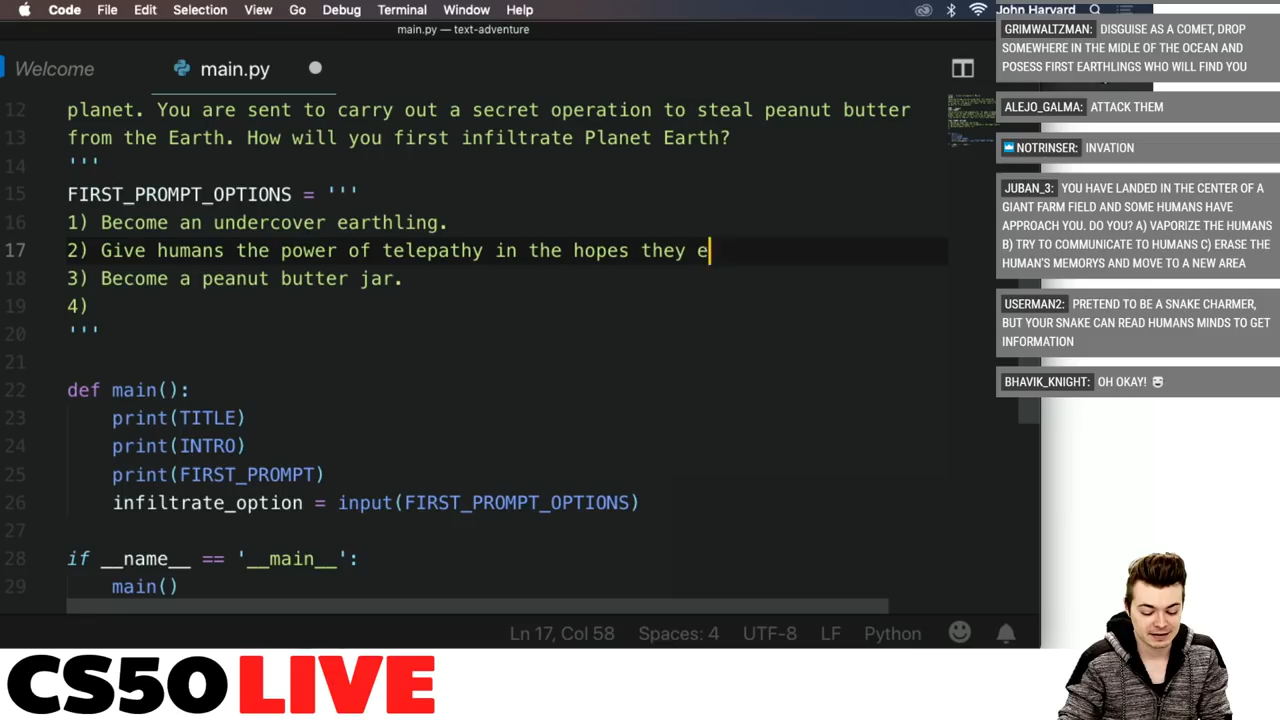 Code File Edit Selection View Go Debug Terminal Window Help John Harvard
main.py — text-adventure
Welcome main.py
12 planet. You are sent to carry out a secret operation to steal peanut butter
13 from the Earth. How will you first infiltrate Planet Earth?
14 '''
15 FIRST_PROMPT_OPTIONS = '''
16 1) Become an undercover earthling.
17 2) Give humans the power of telepathy in the hopes they e
18 3) Become a peanut butter jar.
19 4)
20 '''
21
22 def main():
23 print(TITLE)
24 print(INTRO)
25 print(FIRST_PROMPT)
26 infiltrate_option = input(FIRST_PROMPT_OPTIONS)
27
28 if __name__ == '__main__':
29 main()
Ln 17, Col 58 Spaces: 4 UTF-8 LF Python
GRIMWALTZMAN: DISGUISE AS A COMET, DROP
SOMEWHERE IN THE MIDLE OF THE OCEAN AND
POSESS FIRST EARTHLINGS WHO WILL FIND YOU
ALEJO_GALMA: ATTACK THEM
NOTRINSER: INVATION
JUBAN_3: YOU HAVE LANDED IN THE CENTER OF A
GIANT FARM FIELD AND SOME HUMANS HAVE
APPROACH YOU. DO YOU? A) VAPORIZE THE HUMANS
B) TRY TO COMMUNICATE TO HUMANS C) ERASE THE
HUMAN'S MEMORYS AND MOVE TO A NEW AREA
USERMAN2: PRETEND TO BE A SNAKE CHARMER,
BUT YOUR SNAKE CAN READ HUMANS MINDS TO GET
INFORMATION
BHAVIK_KNIGHT: OH OKAY! 😄
CS50 LIVE